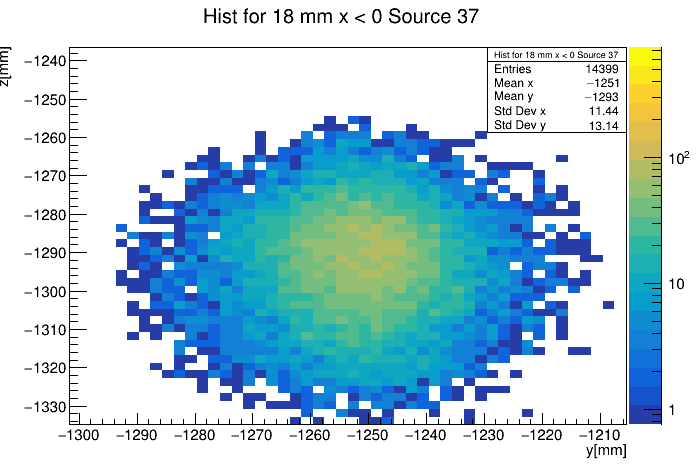 Hist for 18 mm x < 0 Source 37
z[mm]
Hist for 18 mm x < 0 Source 37
Entries 14399
Mean x −1251
Mean y −1293
Std Dev x 11.44
Std Dev y 13.14
−1240
−1250
−1260
−1270
−1280
−1290
−1300
−1310
−1320
−1330
10²
10
1
−1300 −1290 −1280 −1270 −1260 −1250 −1240 −1230 −1220 −1210
y[mm]